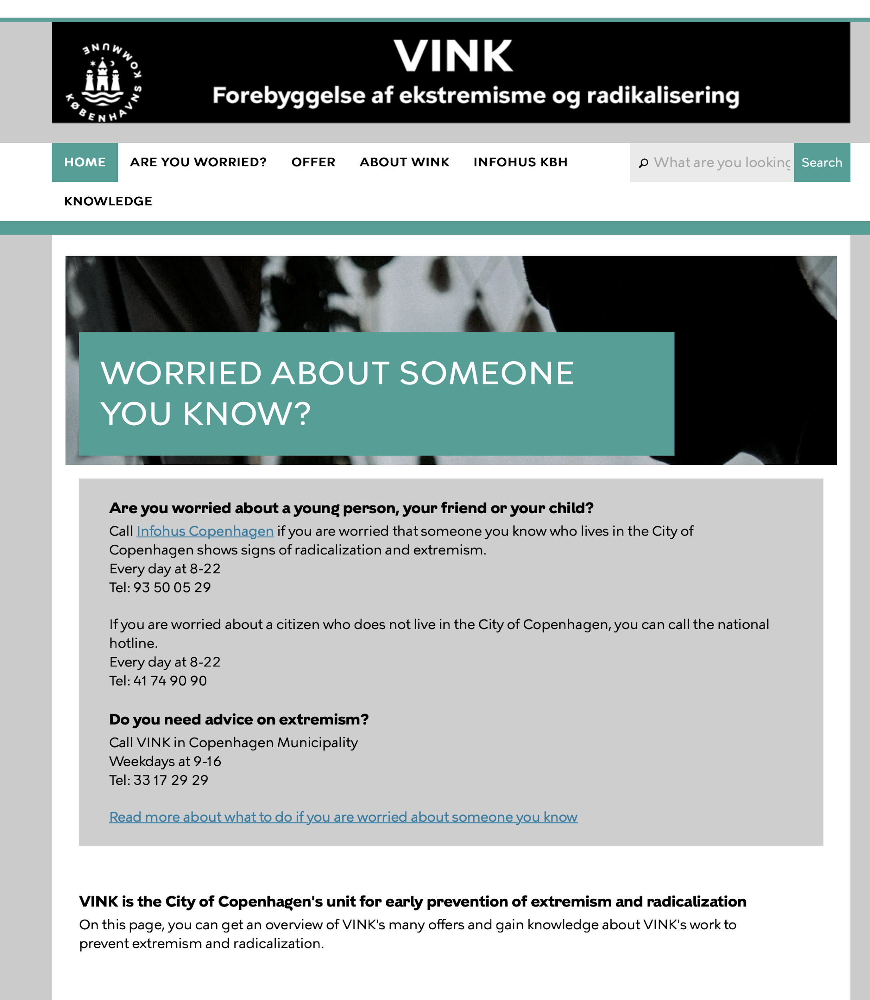 KØBENHAVNS KOMMUNE
VINK
Forebyggelse af ekstremisme og radikalisering
HOME ARE YOU WORRIED? OFFER ABOUT WINK INFOHUS KBH
What are you looking Search
KNOWLEDGE
WORRIED ABOUT SOMEONE
YOU KNOW?
Are you worried about a young person, your friend or your child?
Call Infohus Copenhagen if you are worried that someone you know who lives in the City of
Copenhagen shows signs of radicalization and extremism.
Every day at 8-22
Tel: 93 50 05 29
If you are worried about a citizen who does not live in the City of Copenhagen, you can call the national
hotline.
Every day at 8-22
Tel: 41 74 90 90
Do you need advice on extremism?
Call VINK in Copenhagen Municipality
Weekdays at 9-16
Tel: 33 17 29 29
Read more about what to do if you are worried about someone you know
VINK is the City of Copenhagen's unit for early prevention of extremism and radicalization
On this page, you can get an overview of VINK's many offers and gain knowledge about VINK's work to
prevent extremism and radicalization.